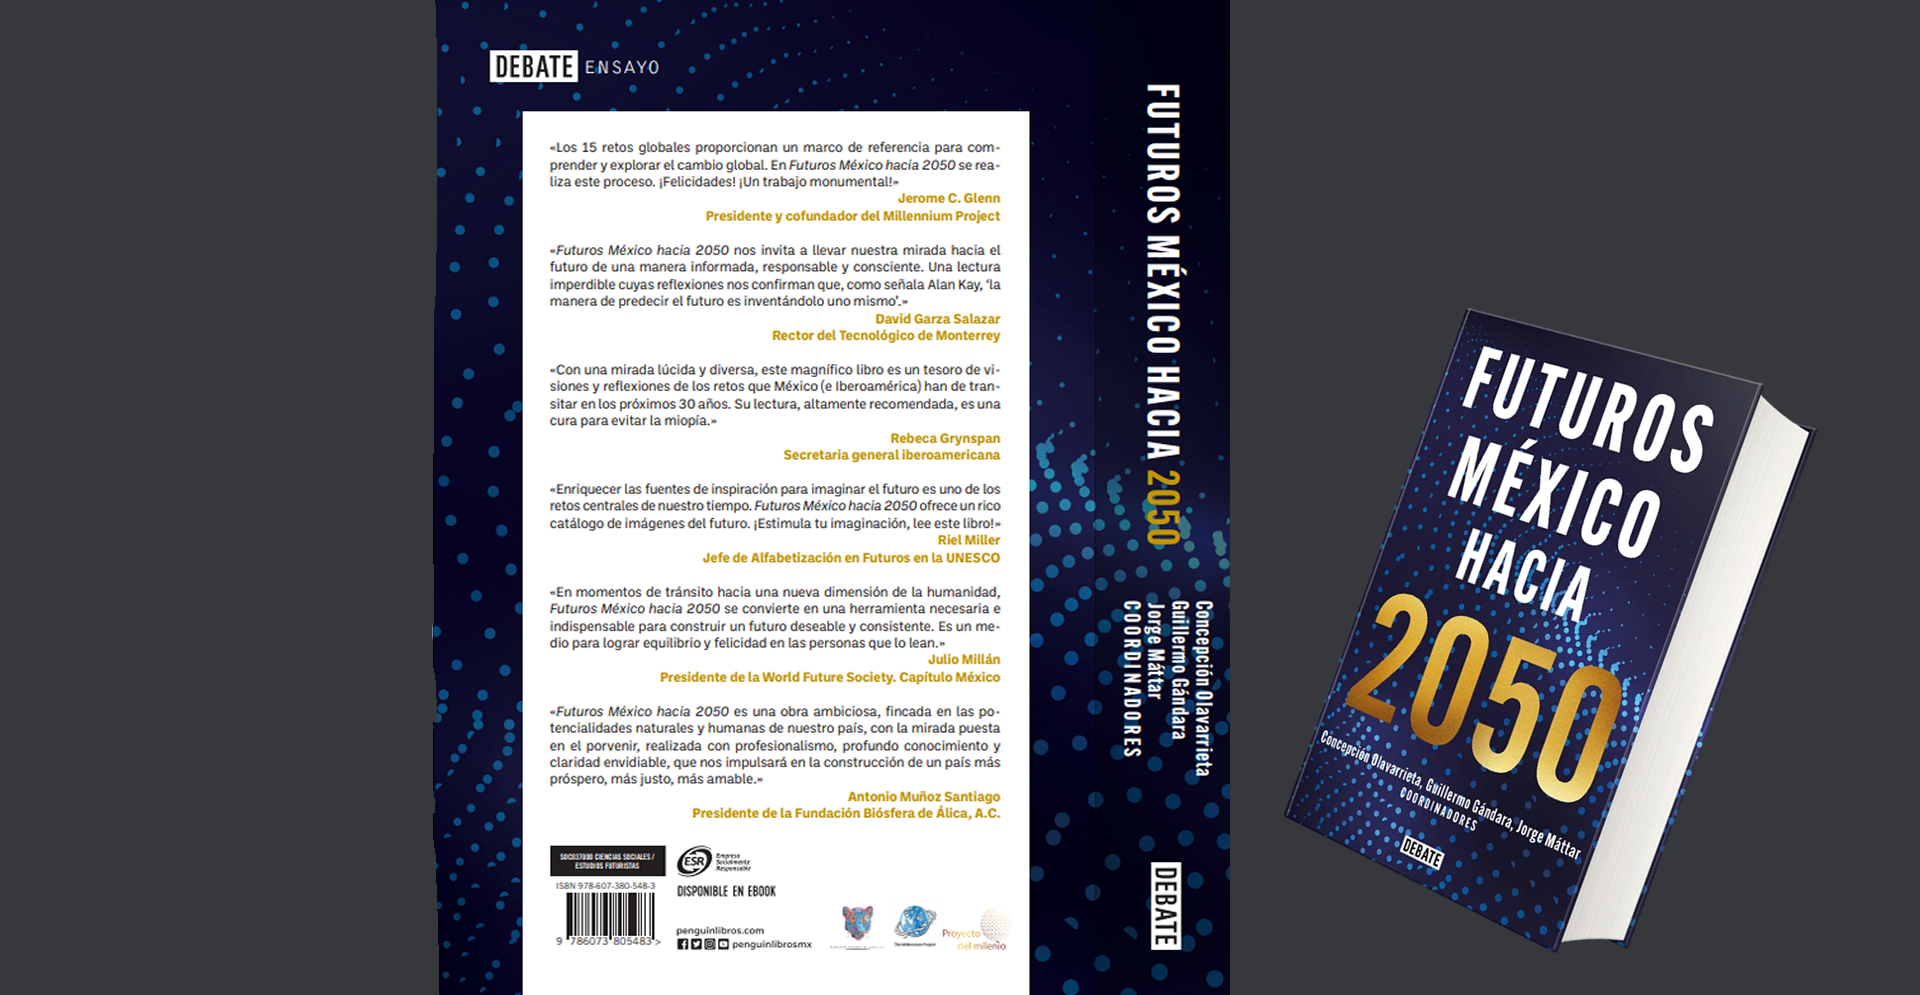 DEBATE ENSAYO
«Los 15 retos globales proporcionan un marco de referencia para com-
prender y explorar el cambio global. En Futuros México hacia 2050 se rea-
liza este proceso. ¡Felicidades! ¡Un trabajo monumental!»
Jerome C. Glenn
Presidente y cofundador del Millennium Project
«Futuros México hacia 2050 nos invita a llevar nuestra mirada hacia el
futuro de una manera informada, responsable y consciente. Una lectura
imperdible cuyas reflexiones nos confirman que, como señala Alan Kay, ‘la
manera de predecir el futuro es inventándolo uno mismo’.»
David Garza Salazar
Rector del Tecnológico de Monterrey
«Con una mirada lúcida y diversa, este magnífico libro es un tesoro de vi-
siones y reflexiones de los retos que México (e Iberoamérica) han de tran-
sitar en los próximos 30 años. Su lectura, altamente recomendada, es una
cura para evitar la miopía.»
Rebeca Grynspan
Secretaria general iberoamericana
«Enriquecer las fuentes de inspiración para imaginar el futuro es uno de los
retos centrales de nuestro tiempo. Futuros México hacia 2050 ofrece un rico
catálogo de imágenes del futuro. ¡Estimula tu imaginación, lee este libro!»
Riel Miller
Jefe de Alfabetización en Futuros en la UNESCO
«En momentos de tránsito hacia una nueva dimensión de la humanidad,
Futuros México hacia 2050 se convierte en una herramienta necesaria e
indispensable para construir un futuro deseable y consistente. Es un me-
dio para lograr equilibrio y felicidad en las personas que lo lean.»
Julio Millán
Presidente de la World Future Society. Capítulo México
«Futuros México hacia 2050 es una obra ambiciosa, fincada en las po-
tencialidades naturales y humanas de nuestro país, con la mirada puesta
en el porvenir, realizada con profesionalismo, profundo conocimiento y
claridad envidiable, que nos impulsará en la construcción de un país más
próspero, más justo, más amable.»
Antonio Muñoz Santiago
Presidente de la Fundación Biósfera de Álica, A.C.
SOC037000 CIENCIAS SOCIALES /
ESTUDIOS FUTURISTAS
ISBN 978-607-380-548-3
9 786073 805483 >
ESR
Empresa
Socialmente
Responsable
DISPONIBLE EN EBOOK
penguinlibros.com
penguinlibrosmx
The Millennium Project
Proyecto
del milenio
FUTUROS MÉXICO HACIA 2050
Concepción Olavarrieta
Guillermo Gándara
Jorge Máttar
COORDINADORES
DEBATE
FUTUROS
MÉXICO
HACIA
2050
Concepción Olavarrieta, Guillermo Gándara, Jorge Máttar
COORDINADORES
DEBATE